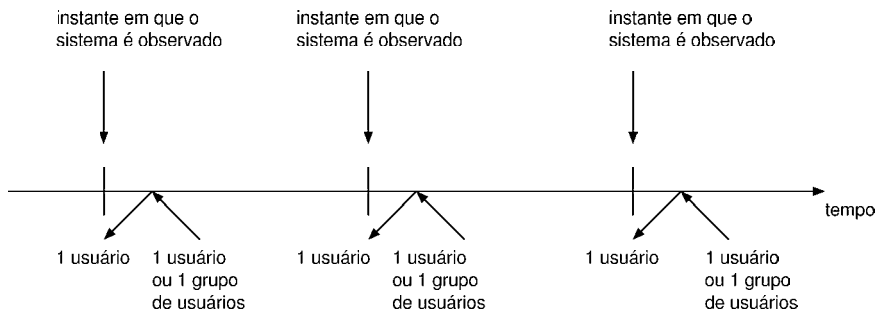 instante em que o
sistema é observado
instante em que o
sistema é observado
instante em que o
sistema é observado
tempo
1 usuário
1 usuário
ou 1 grupo
de usuários
1 usuário
1 usuário
ou 1 grupo
de usuários
1 usuário
1 usuário
ou 1 grupo
de usuários